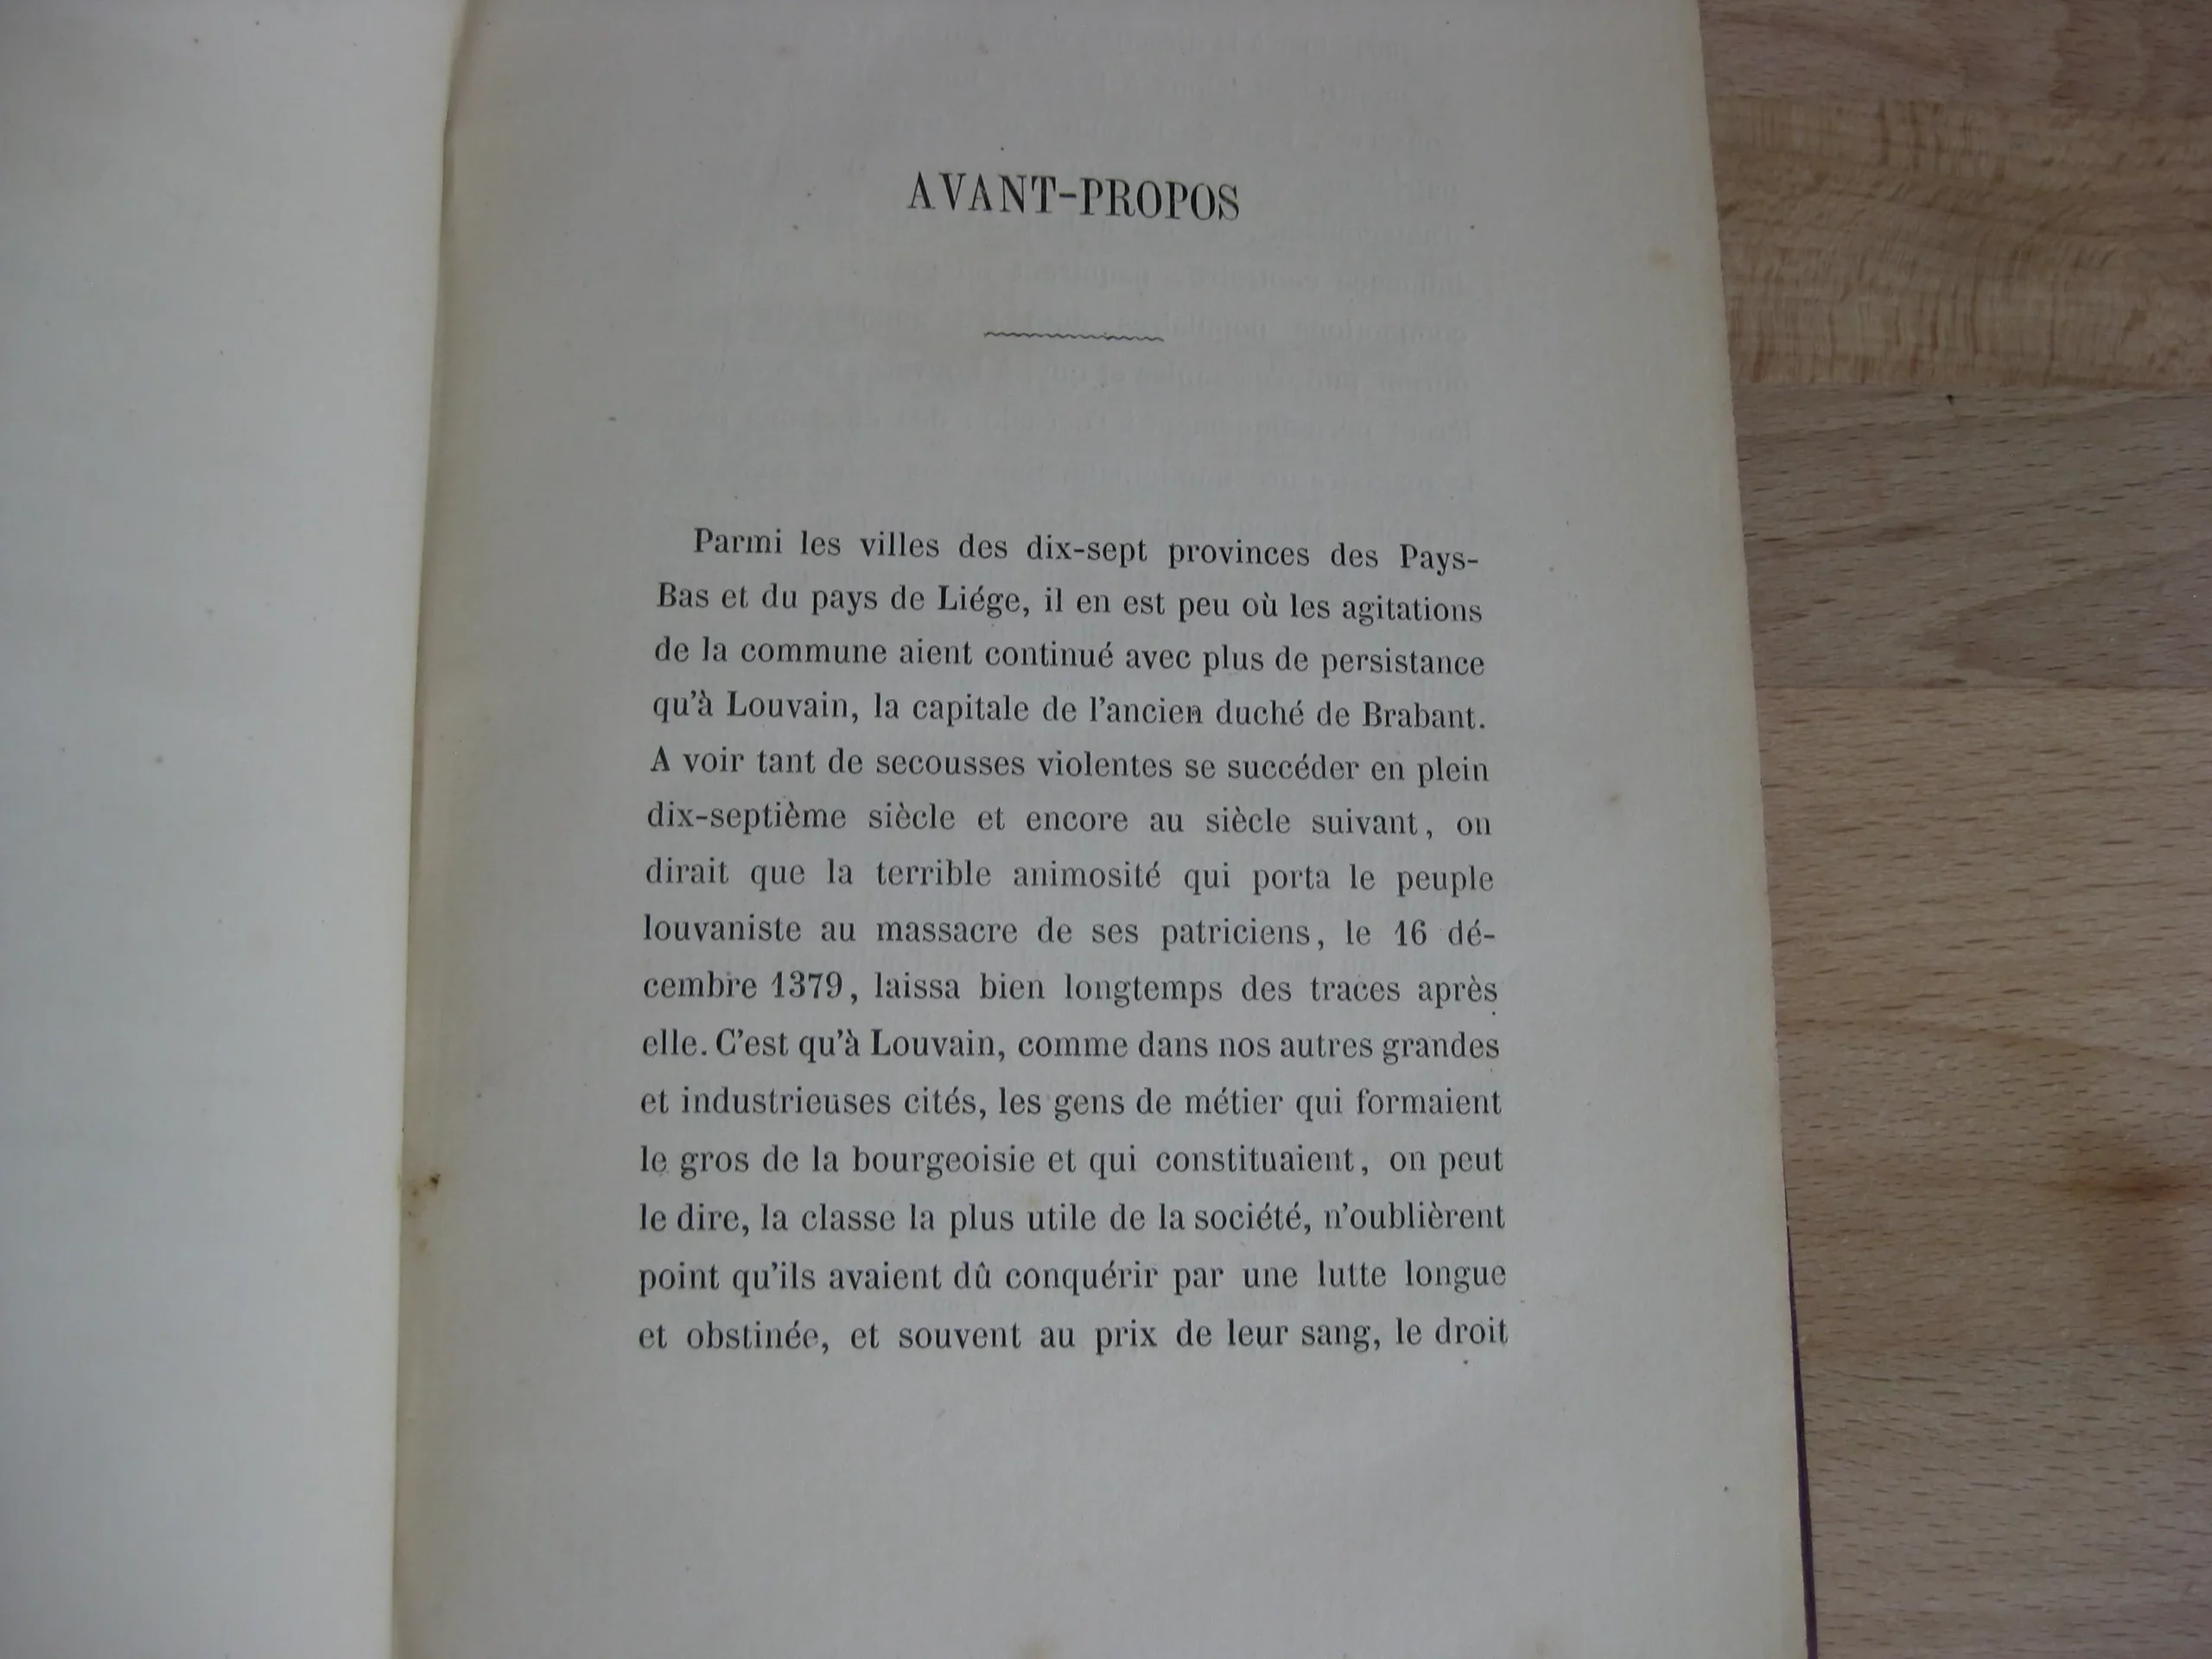 AVANT-PROPOS
Parmi les villes des dix-sept provinces des Pays-
Bas et du pays de Liége, il en est peu où les agitations
de la commune aient continué avec plus de persistance
qu'à Louvain, la capitale de l'ancien duché de Brabant.
A voir tant de secousses violentes se succéder en plein
dix-septième siècle et encore au siècle suivant, on
dirait que la terrible animosité qui porta le peuple
louvaniste au massacre de ses patriciens, le 16 dé-
cembre 1379, laissa bien longtemps des traces après
elle. C'est qu'à Louvain, comme dans nos autres grandes
et industrieuses cités, les gens de métier qui formaient
le gros de la bourgeoisie et qui constituaient, on peut
le dire, la classe la plus utile de la société, n'oublièrent
point qu'ils avaient dû conquérir par une lutte longue
et obstinée, et souvent au prix de leur sang, le droit